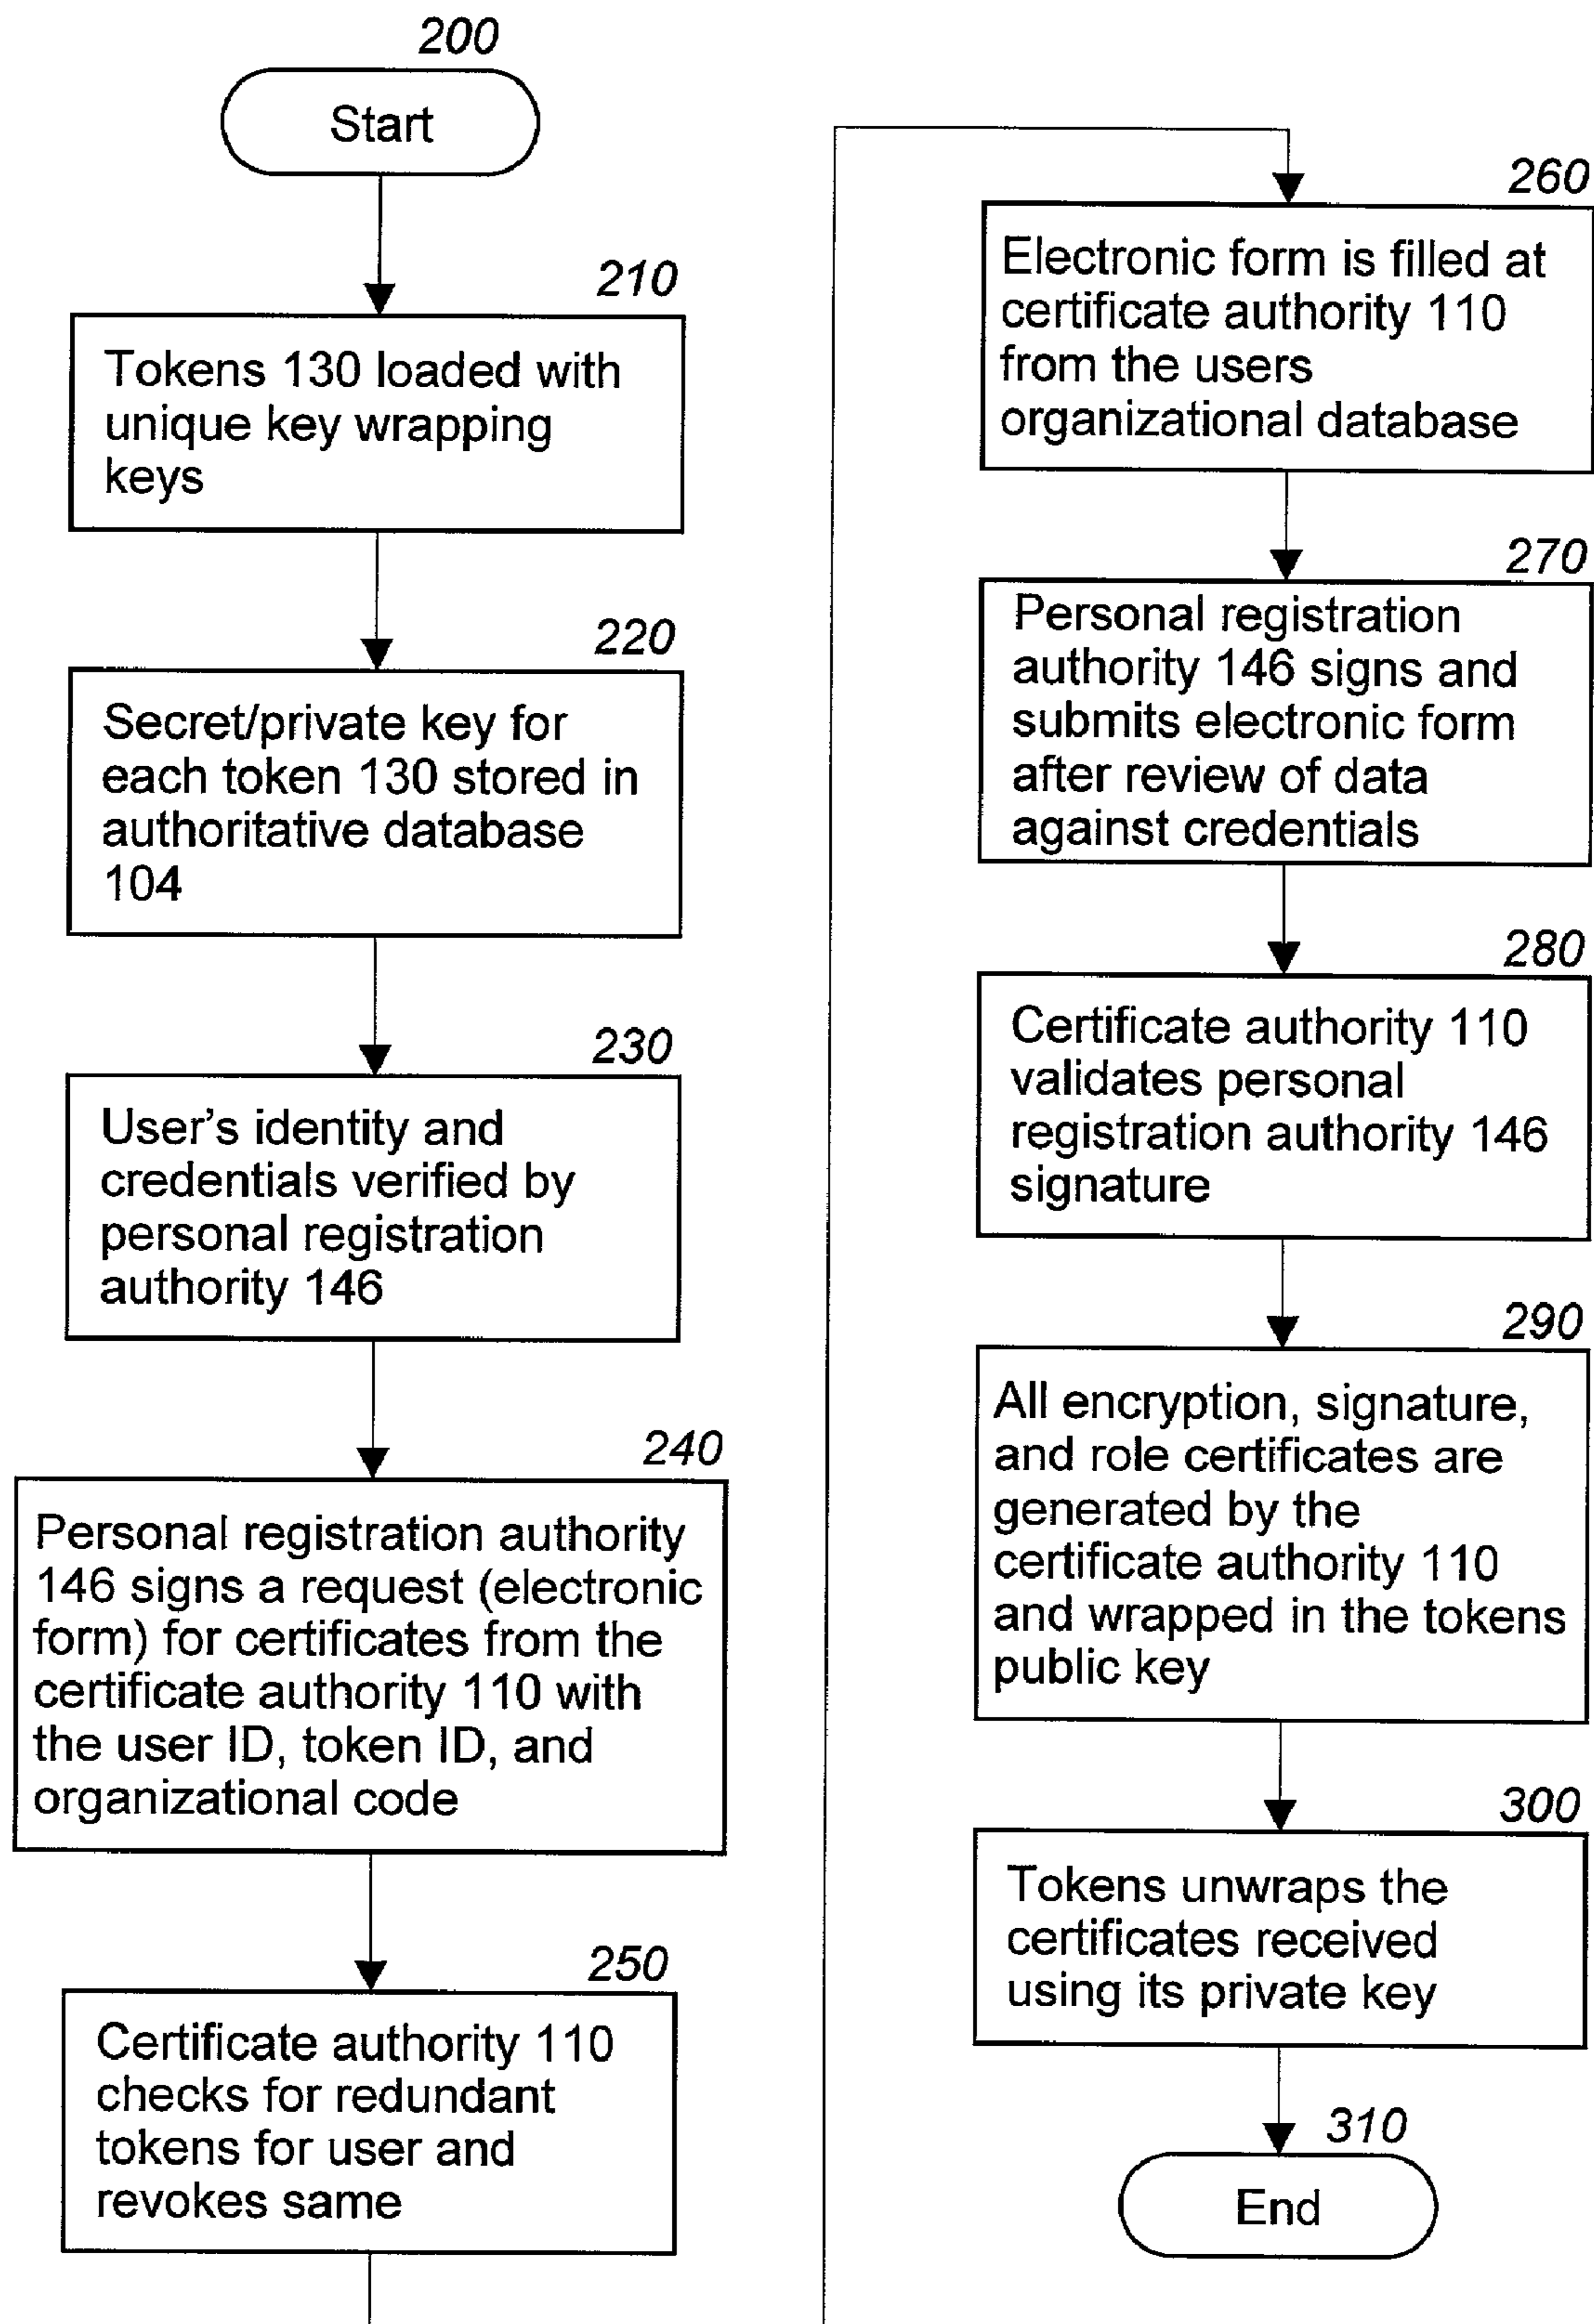 200
Start
210
Tokens 130 loaded with
unique key wrapping
keys
220
Secret/private key for
each token 130 stored in
authoritative database
104
230
User's identity and
credentials verified by
personal registration
authority 146
240
Personal registration authority
146 signs a request (electronic
form) for certificates from the
certificate authority 110 with
the user ID, token ID, and
organizational code
250
Certificate authority 110
checks for redundant
tokens for user and
revokes same
260
Electronic form is filled at
certificate authority 110
from the users
organizational database
270
Personal registration
authority 146 signs and
submits electronic form
after review of data
against credentials
280
Certificate authority 110
validates personal
registration authority 146
signature
290
All encryption, signature,
and role certificates are
generated by the
certificate authority 110
and wrapped in the tokens
public key
300
Tokens unwraps the
certificates received
using its private key
310
End